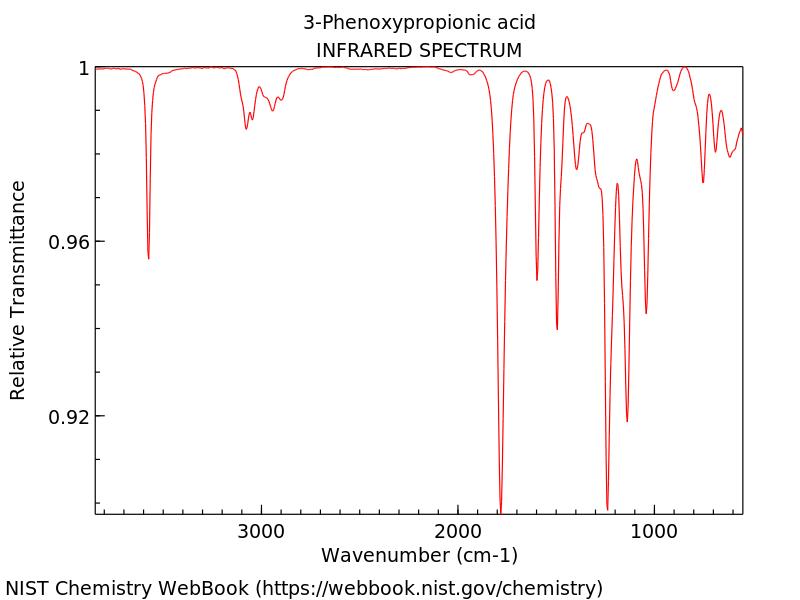 3-Phenoxypropionic acid
INFRARED SPECTRUM
1
0.96
0.92
Relative Transmittance
3000 2000 1000
Wavenumber (cm-1)
NIST Chemistry WebBook (https://webbook.nist.gov/chemistry)